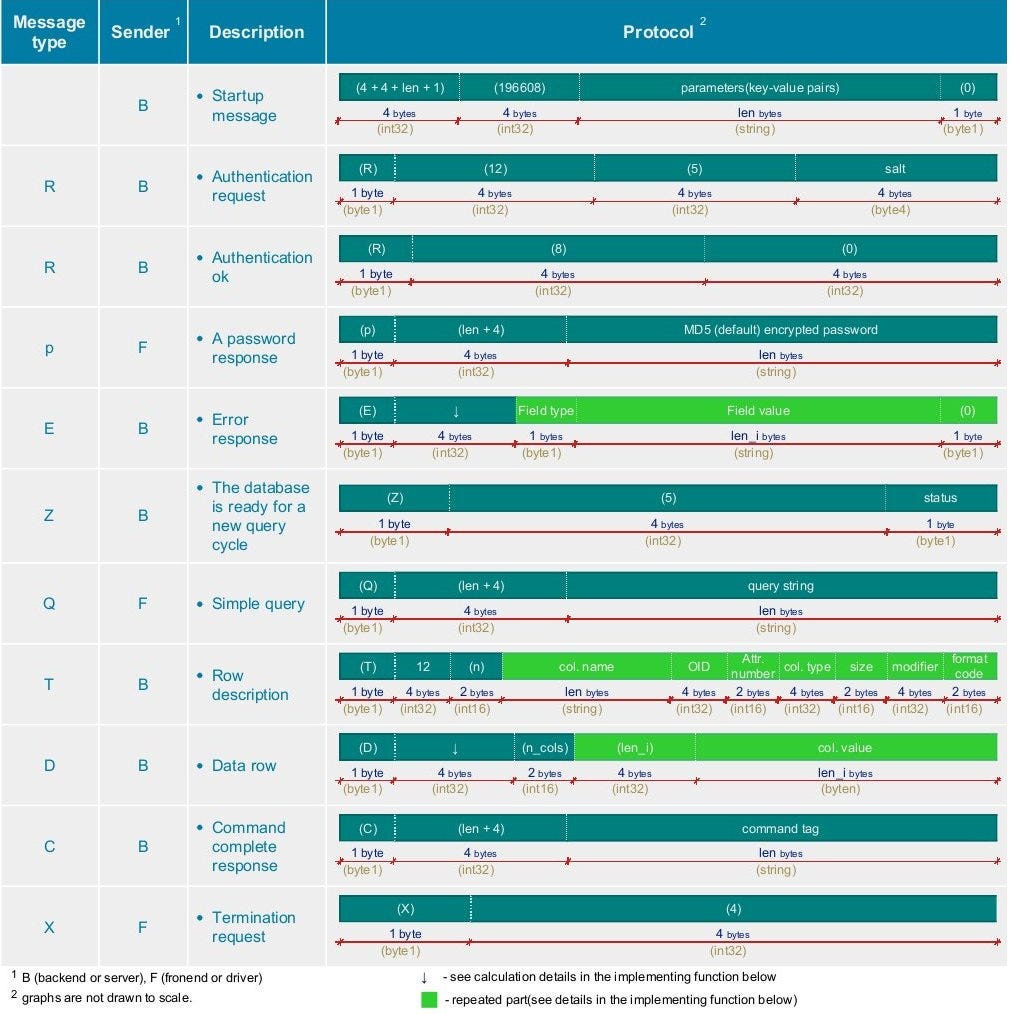 Message type
Sender 1
Description
Protocol 2
B
• Startup message
(4 + 4 + len + 1) (196608) parameters(key-value pairs) (0)
4 bytes 4 bytes len bytes 1 byte
(int32) (int32) (string) (byte1)
R
B
• Authentication request
(R) (12) (5) salt
1 byte 4 bytes 4 bytes 4 bytes
(byte1) (int32) (int32) (byte4)
R
B
• Authentication ok
(R) (8) (0)
1 byte 4 bytes 4 bytes
(byte1) (int32) (int32)
p
F
• A password response
(p) (len + 4) MD5 (default) encrypted password
1 byte 4 bytes len bytes
(byte1) (int32) (string)
E
B
• Error response
(E) ↓ Field type Field value (0)
1 byte 4 bytes 1 bytes len_i bytes 1 byte
(byte1) (int32) (byte1) (string) (byte1)
Z
B
• The database is ready for a new query cycle
(Z) (5) status
1 byte 4 bytes 1 byte
(byte1) (int32) (byte1)
Q
F
• Simple query
(Q) (len + 4) query string
1 byte 4 bytes len bytes
(byte1) (int32) (string)
T
B
• Row description
(T) 12 (n) col. name OID Attr. number col. type size modifier format code
1 byte 4 bytes 2 bytes len bytes 4 bytes 2 bytes 4 bytes 2 bytes 4 bytes 2 bytes
(byte1) (int32) (int16) (string) (int32) (int16) (int32) (int16) (int32) (int16)
D
B
• Data row
(D) ↓ (n_cols) (len_i) col. value
1 byte 4 bytes 2 bytes 4 bytes len_i bytes
(byte1) (int32) (int16) (int32) (byten)
C
B
• Command complete response
(C) (len + 4) command tag
1 byte 4 bytes len bytes
(byte1) (int32) (string)
X
F
• Termination request
(X) (4)
1 byte 4 bytes
(byte1) (int32)
1 B (backend or server), F (fronend or driver)
2 graphs are not drawn to scale.
↓ - see calculation details in the implementing function below
- repeated part(see details in the implementing function below)